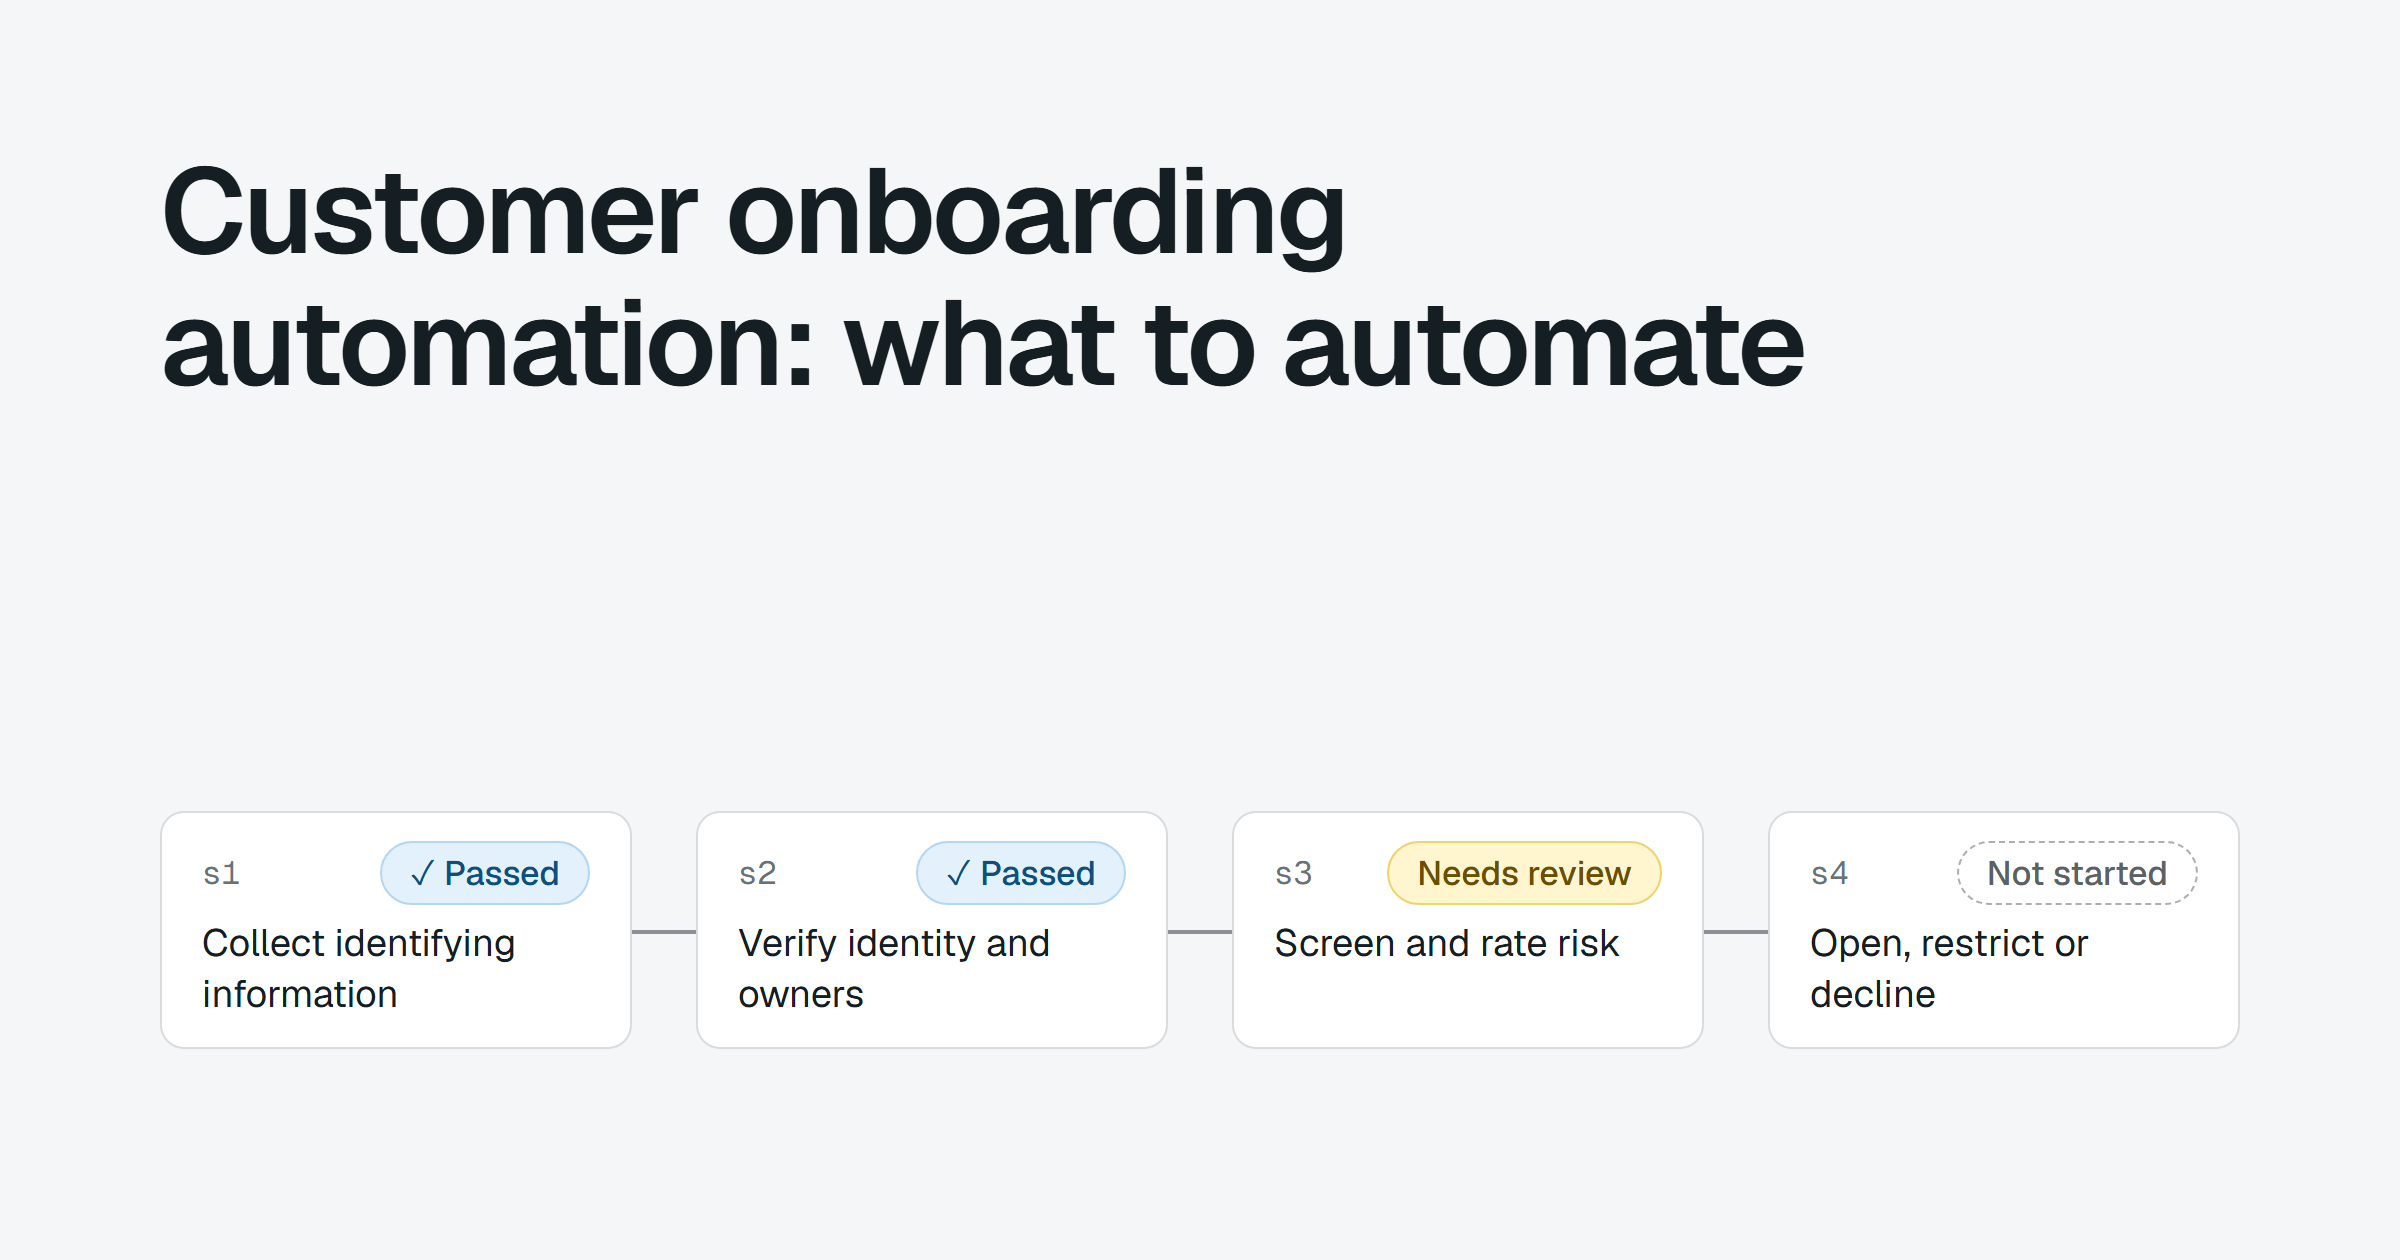 Customer onboarding
automation: what to automate
s1
✓ Passed
Collect identifying
information
s2
✓ Passed
Verify identity and
owners
s3
Needs review
Screen and rate risk
s4
Not started
Open, restrict or
decline